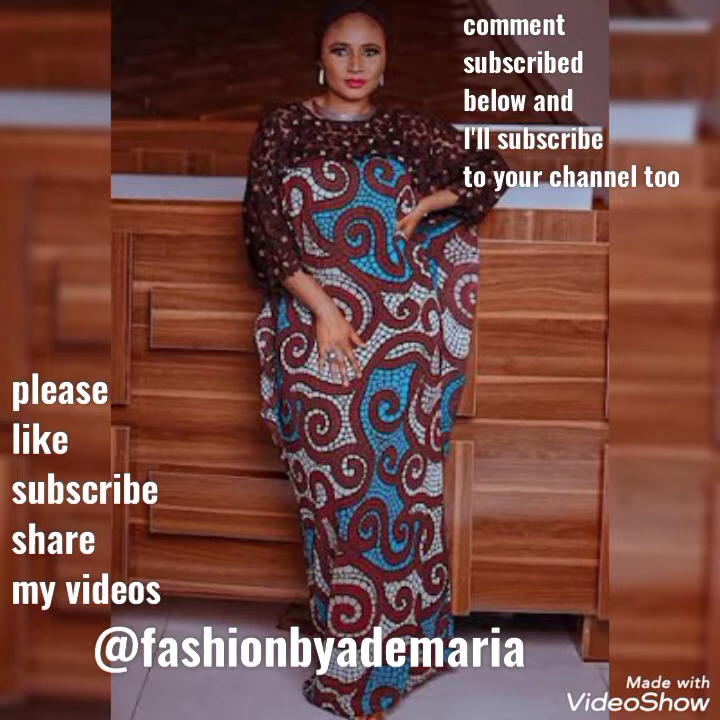 comment
subscribed
below and
I'll subscribe
to your channel too
please
like
subscribe
share
my videos
@fashionbyademaria
Made with
VideoShow